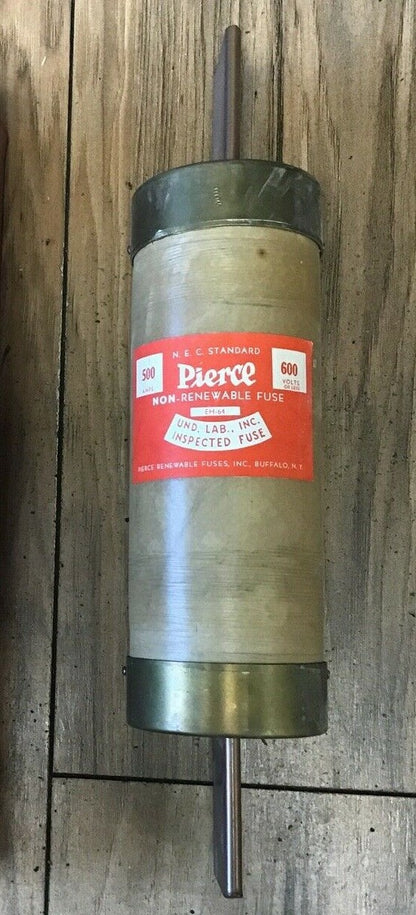 N. E. C. STANDARD
500
AMPS
Pierce
600
VOLTS
OR LESS
NON-RENEWABLE FUSE
EH-64
UND. LAB., INC.
INSPECTED FUSE
PIERCE RENEWABLE FUSES, INC., BUFFALO, N. Y.